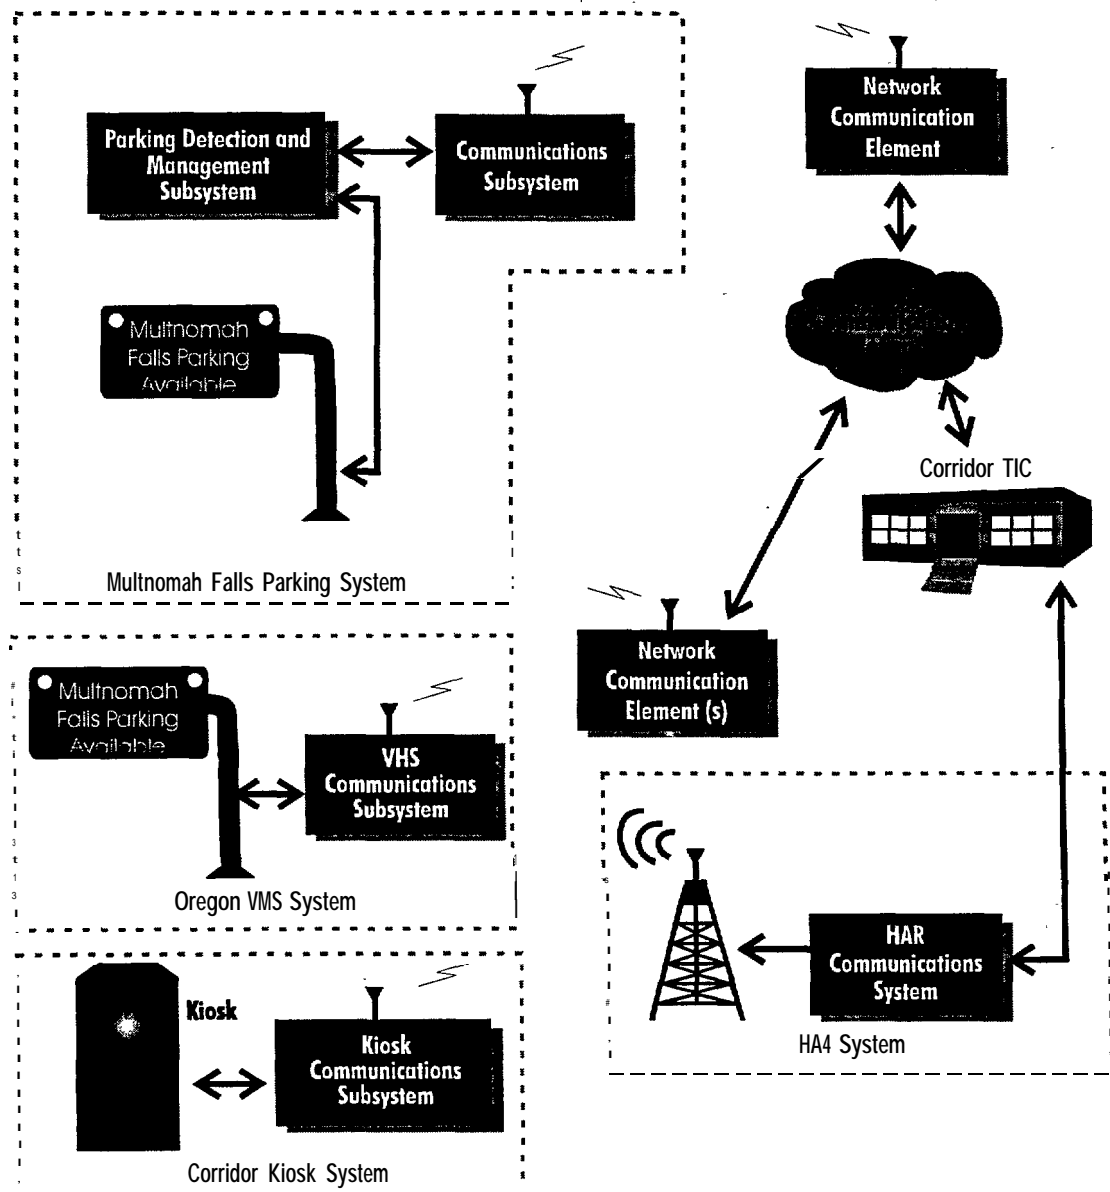 Parking Detection and
Management
Subsystem
Communications
Subsystem
Multnomah
Falls Parking
Available
Multnomah Falls Parking System
Network
Communication
Element
Corridor TIC
Network
Communication
Element (s)
Multnomah
Falls Parking
Available
VHS
Communications
Subsystem
Oregon VMS System
HAR
Communications
System
HA4 System
Kiosk
Kiosk
Communications
Subsystem
Corridor Kiosk System